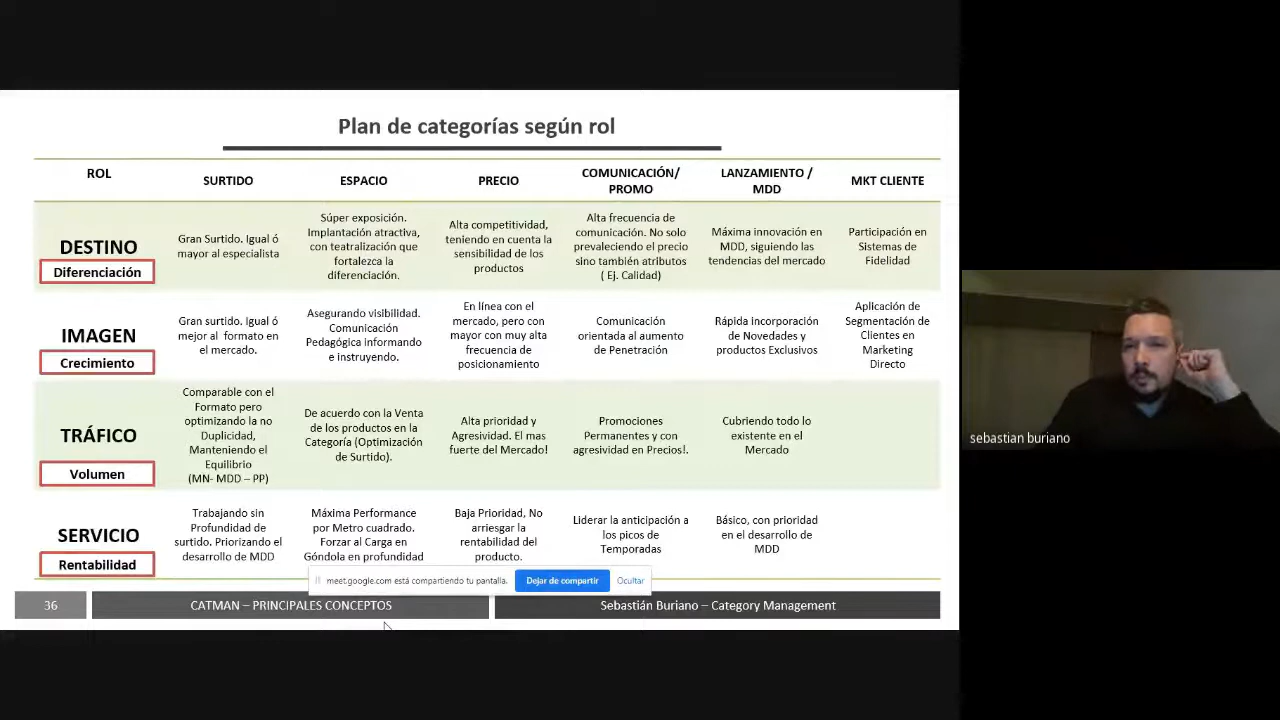 Plan de categorías según rol
ROL
SURTIDO
ESPACIO
PRECIO
COMUNICACIÓN/
PROMO
LANZAMIENTO /
MDD
MKT CLIENTE
DESTINO
Diferenciación
Gran Surtido. Igual ó
mayor al especialista
Súper exposición.
Implantación atractiva,
con teatralización que
fortalezca la
diferenciación.
Alta competitividad,
teniendo en cuenta la
sensibilidad de los
productos
Alta frecuencia de
comunicación. No solo
prevaleciendo el precio
sino también atributos
( Ej. Calidad)
Máxima innovación en
MDD, siguiendo las
tendencias del mercado
Participación en
Sistemas de
Fidelidad
IMAGEN
Crecimiento
Gran surtido. Igual ó
mejor al  formato en
el mercado.
Asegurando visibilidad.
Comunicación
Pedagógica Informando
e instruyendo.
En línea con el
mercado, pero con
mayor con muy alta
frecuencia de
posicionamiento
Comunicación
orientada al aumento
de Penetración
Rápida incorporación
de Novedades y
productos Exclusivos
Aplicación de
Segmentación de
Clientes en
Marketing
Directo
TRÁFICO
Volumen
Comparable con el
Formato pero
optimizando la no
Duplicidad,
Manteniendo el
Equilibrio
(MN- MDD – PP)
De acuerdo con la Venta
de los productos en la
Categoría (Optimización
de Surtido).
Alta prioridad y
Agresividad. El mas
fuerte del Mercado!
Promociones
Permanentes y con
agresividad en Precios!.
Cubriendo todo lo
existente en el
Mercado
SERVICIO
Rentabilidad
Trabajando sin
Profundidad de
surtido. Priorizando el
desarrollo de MDD
Máxima Performance
por Metro cuadrado.
Forzar al Carga en
Góndola en profundidad
Baja Prioridad, No
arriesgar la
rentabilidad del
producto.
Liderar la anticipación a
los picos de
Temporadas
Básico, con prioridad
en el desarrollo de
MDD
meet.google.com está compartiendo tu pantalla.
Dejar de compartir
Ocultar
36
CATMAN – PRINCIPALES CONCEPTOS
Sebastián Buriano – Category Management
sebastian buriano